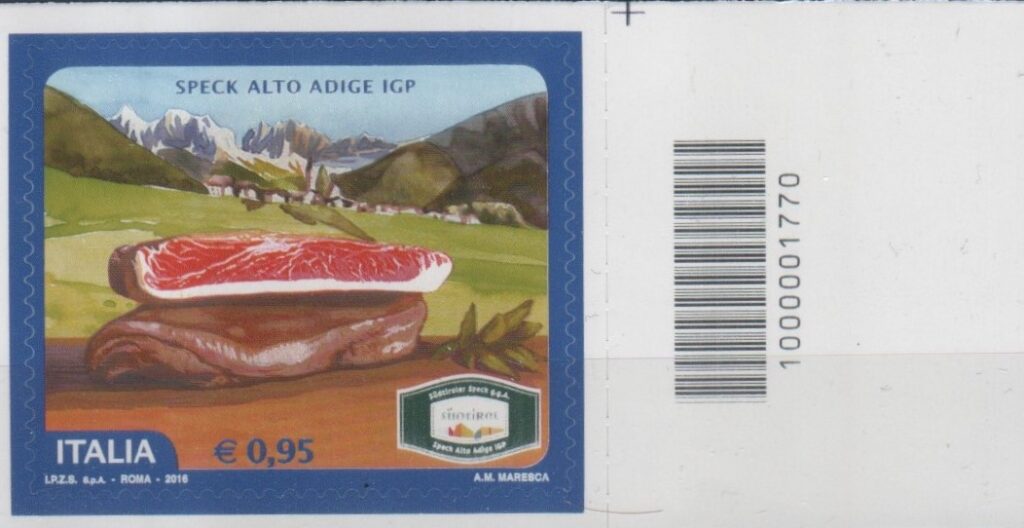 SPECK ALTO ADIGE IGP
Südtiroler Speck g.g.A.
SÜDTIROL
Speck Alto Adige IGP
ITALIA
€ 0,95
I.P.Z.S. S.p.A. - ROMA - 2016
A.M. MARESCA
1000001770